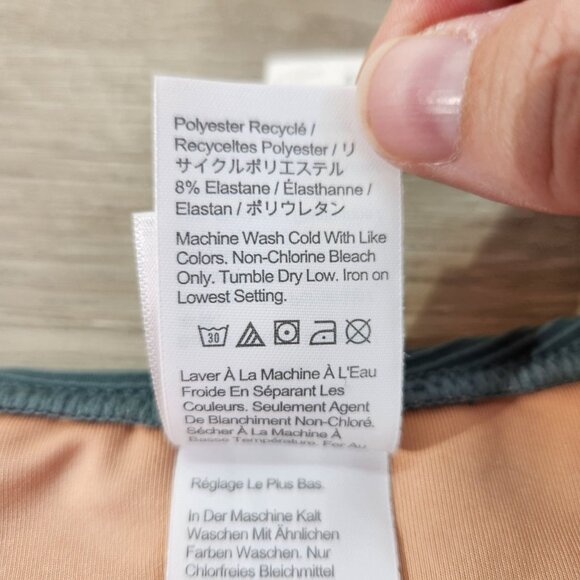 Polyester Recyclé /
Recyceltes Polyester / リ
サイクルポリエステル
8% Elastane / Élasthanne /
Elastan / ポリウレタン
Machine Wash Cold With Like
Colors. Non-Chlorine Bleach
Only. Tumble Dry Low. Iron on
Lowest Setting.
30
Laver À La Machine À L'Eau
Froide En Séparant Les
Couleurs. Seulement Agent
De Blanchiment Non-Chloré.
Sécher À La Machine À
Basse Température. Fer Au
Réglage Le Plus Bas.
In Der Maschine Kalt
Waschen Mit Ähnlichen
Farben Waschen. Nur
Chlorfreies Bleichmittel